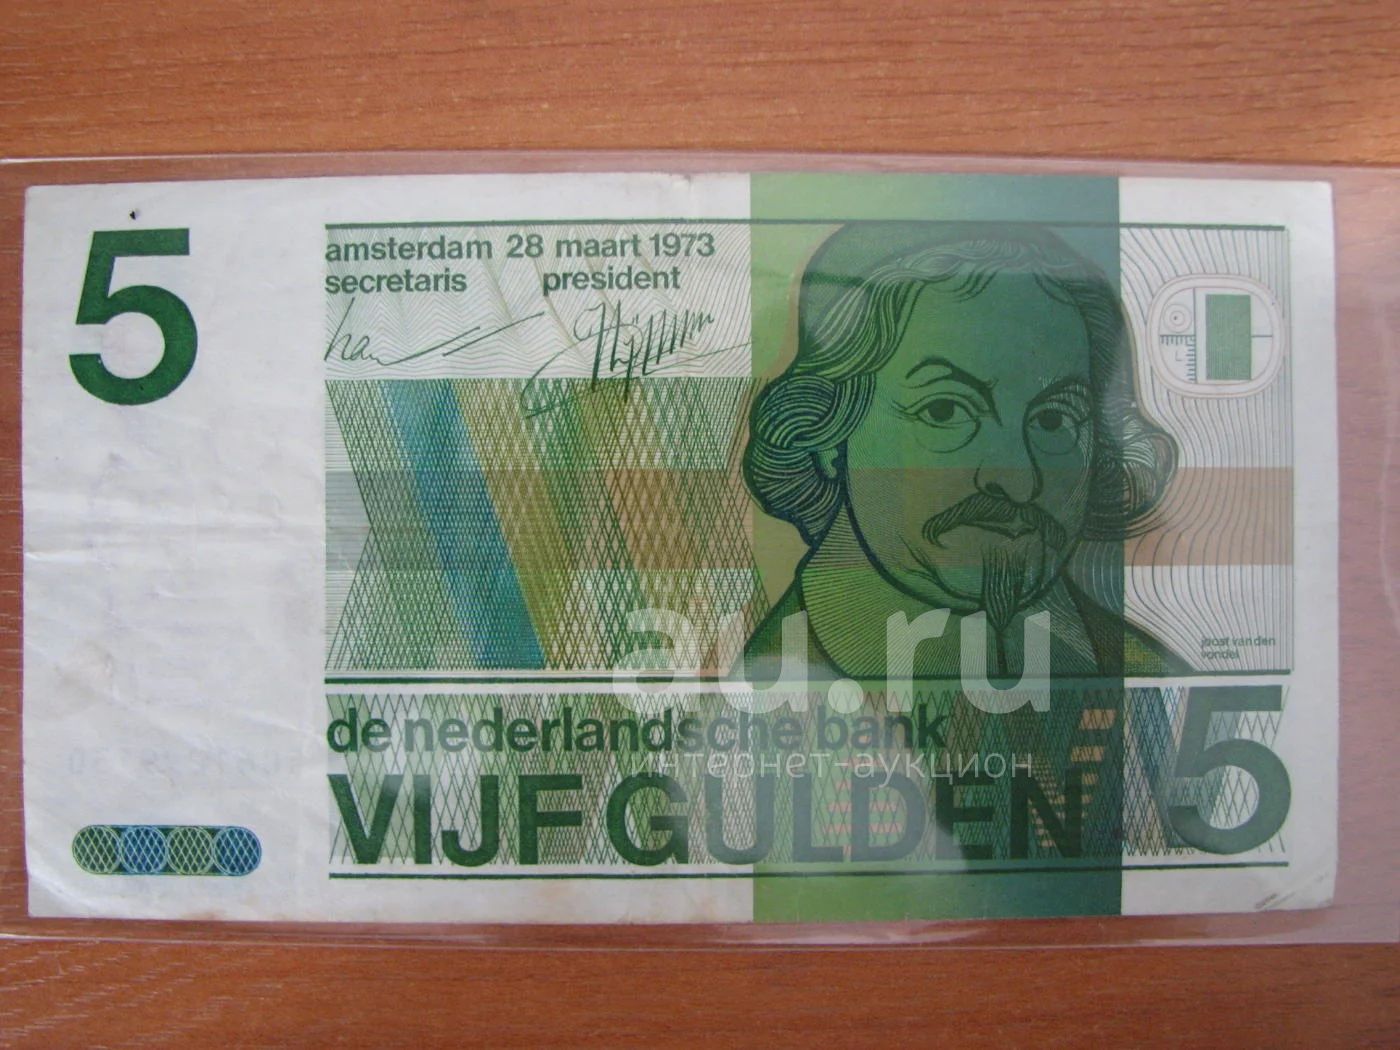 5
amsterdam 28 maart 1973
secretaris president
joost van den
vondel
de nederlandsche bank
VIJF GULDEN 5
au.ru
интернет-аукцион